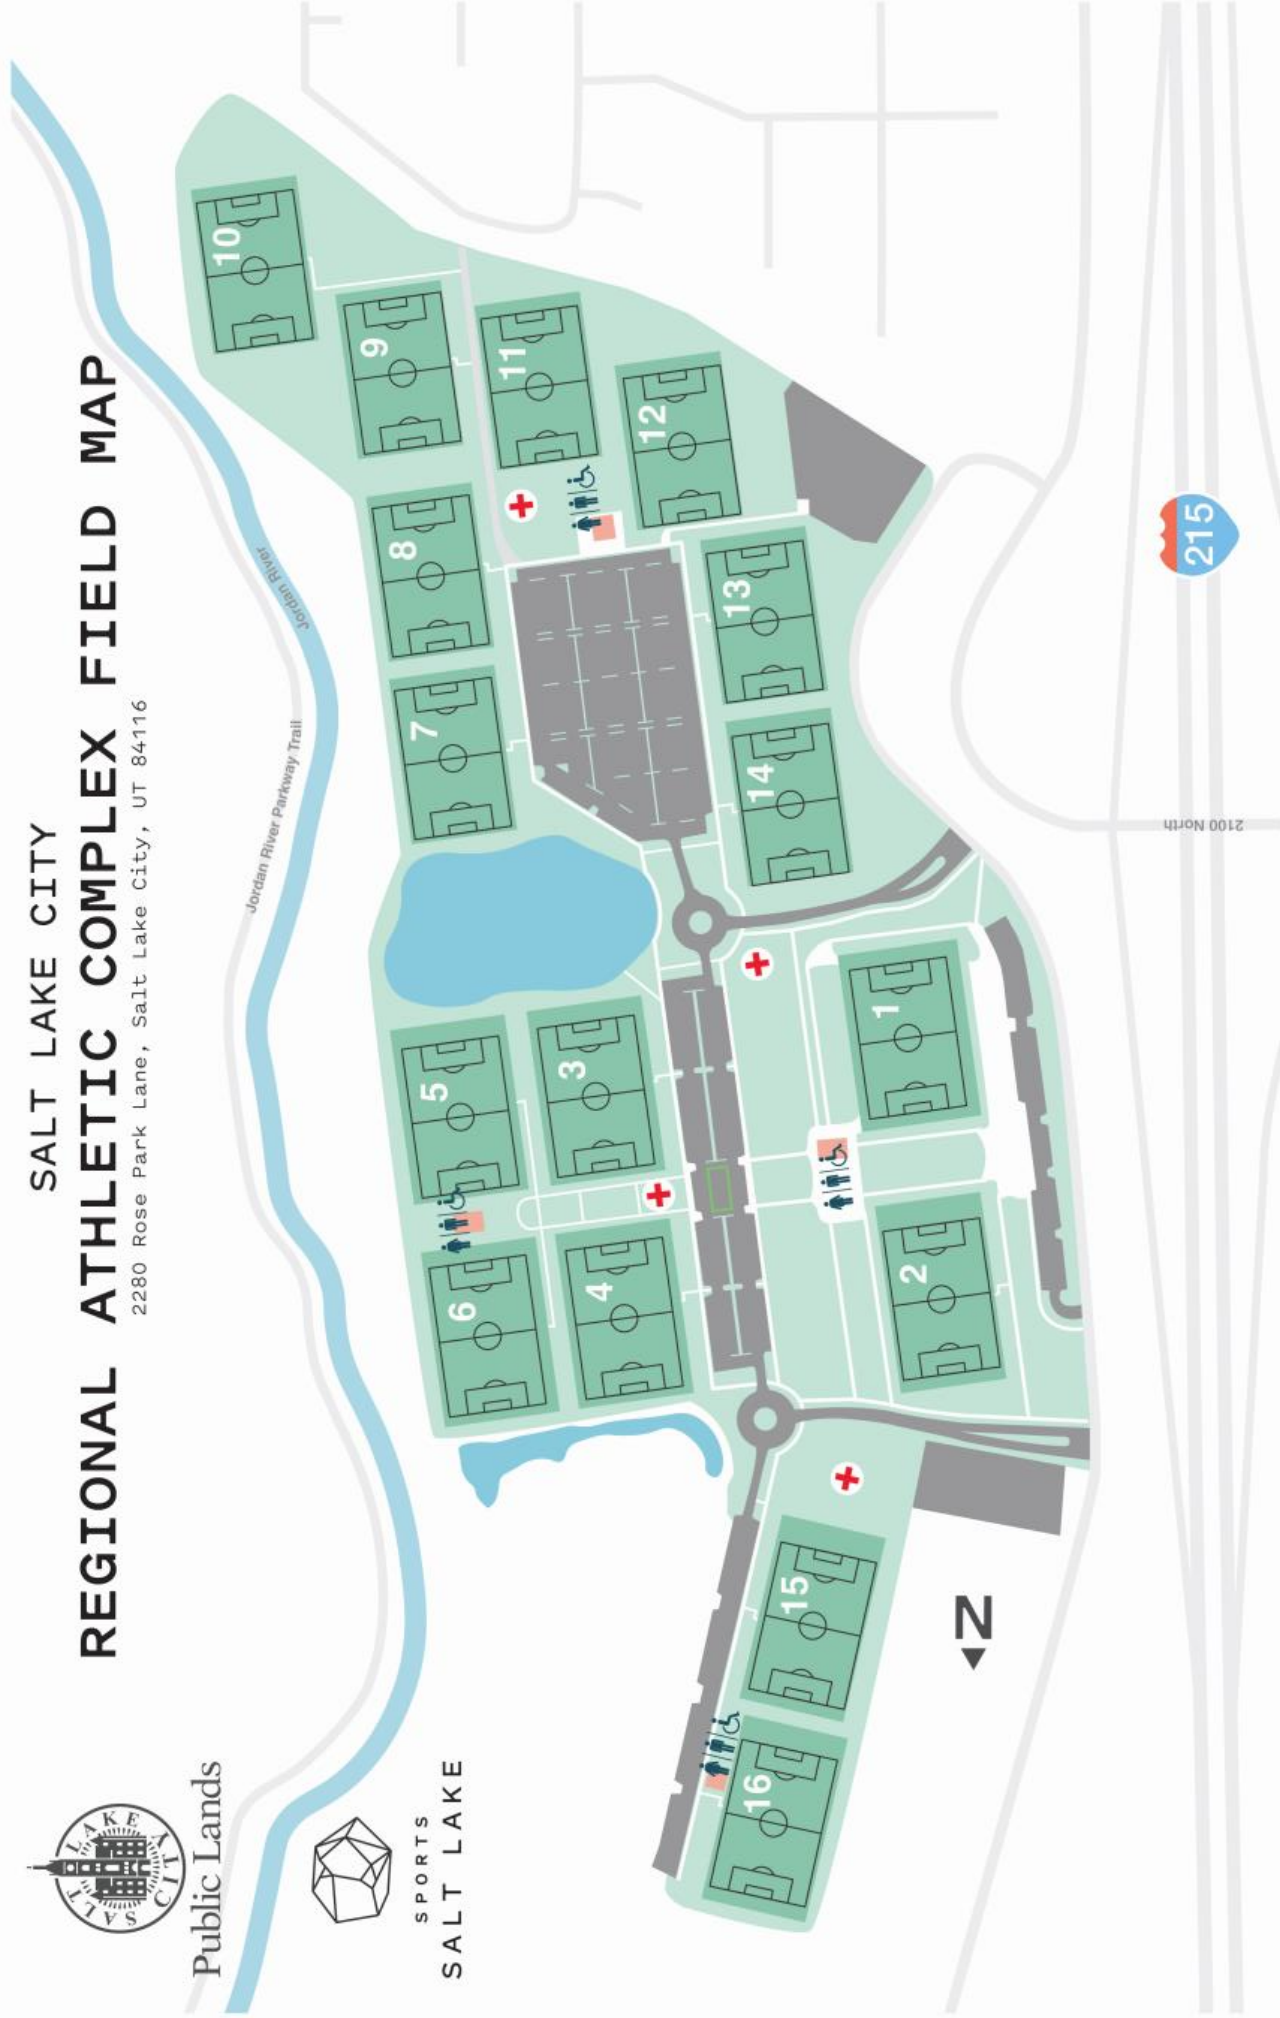 SALT LAKE CITY
REGIONAL ATHLETIC COMPLEX FIELD MAP
2280 Rose Park Lane, Salt Lake City, UT 84116
SALT LAKE CITY
Public Lands
SPORTS
SALT LAKE
Jordan River
Jordan River Parkway Trail
10
9
8
7
11
12
13
14
5
3
6
4
1
2
15
16
N
215
2100 North